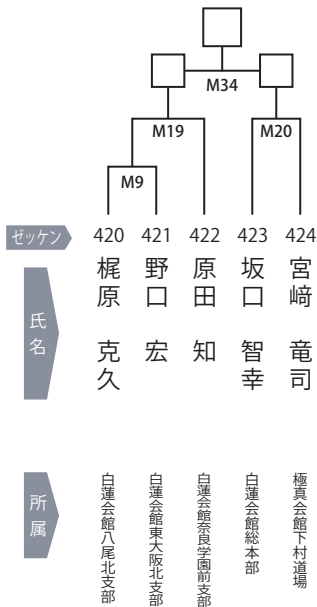 M34
M19 M20
M9
ゼッケン 420 421 422 423 424
氏名
梶原 克久
野口 宏
原田 知
坂口 智幸
宮﨑 竜司
所属
白蓮会館八尾北支部
白蓮会館東大阪北支部
白蓮会館奈良学園前支部
白蓮会館総本部
極真会館下村道場